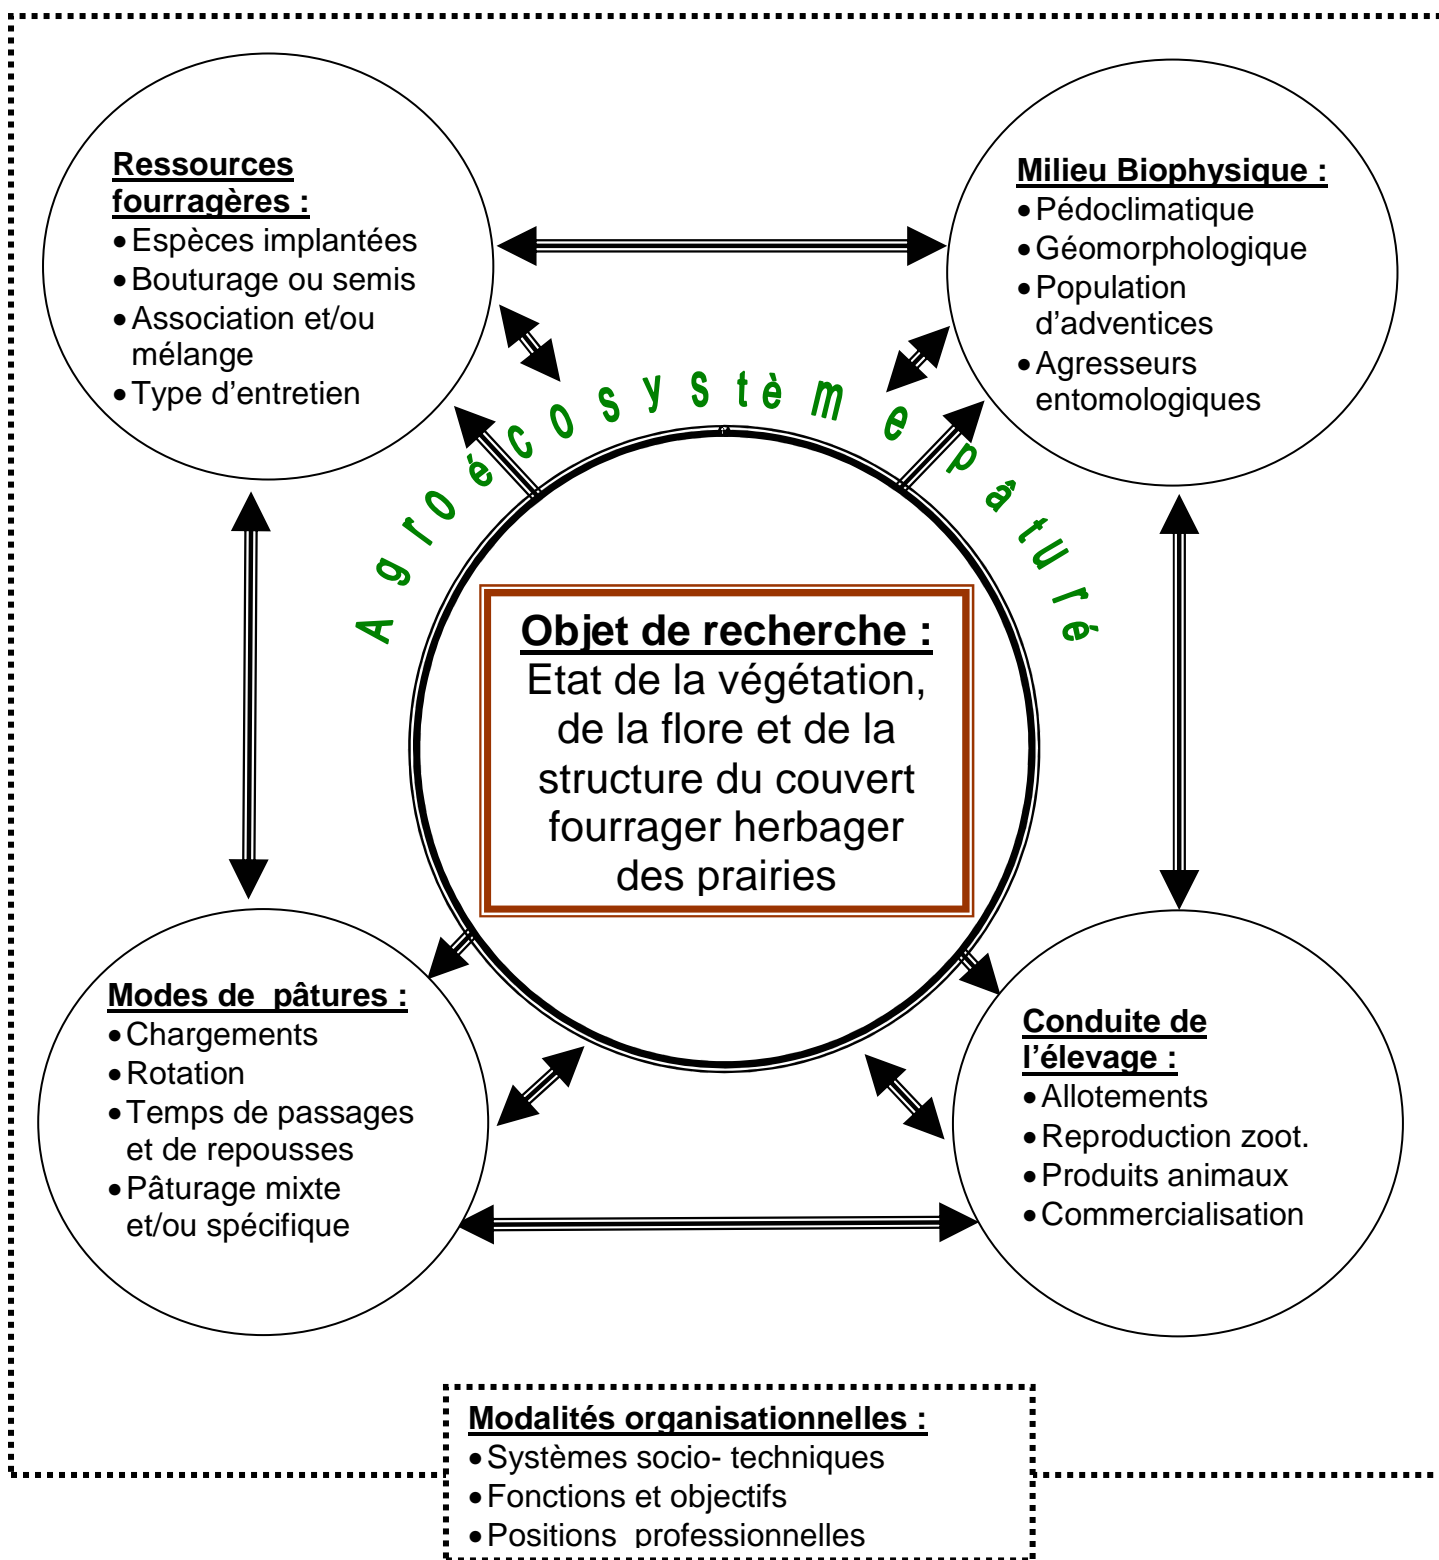 Ressources
fourragères :
• Espèces implantées
• Bouturage ou semis
• Association et/ou
mélange
• Type d'entretien
Milieu Biophysique :
• Pédoclimatique
• Géomorphologique
• Population
d'adventices
• Agresseurs
entomologiques
Agroécosystème pâturé
Objet de recherche :
Etat de la végétation,
de la flore et de la
structure du couvert
fourrager herbager
des prairies
Modes de pâtures :
• Chargements
• Rotation
• Temps de passages
et de repousses
• Pâturage mixte
et/ou spécifique
Conduite de
l'élevage :
• Allotements
• Reproduction zoot.
• Produits animaux
• Commercialisation
Modalités organisationnelles :
• Systèmes socio- techniques
• Fonctions et objectifs
• Positions professionnelles